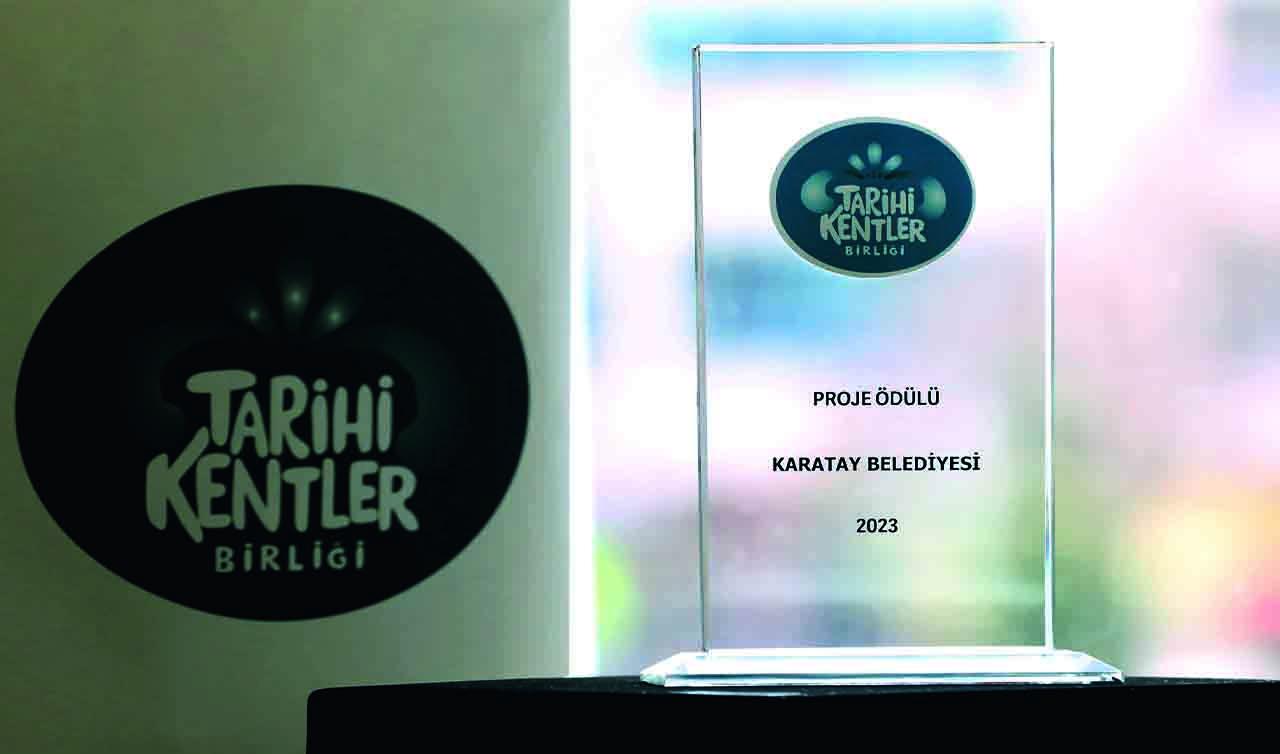 TARİHİ
KENTLER
BİRLİĞİ
TARİHİ
KENTLER
BİRLİĞİ
PROJE ÖDÜLÜ
KARATAY BELEDİYESİ
2023